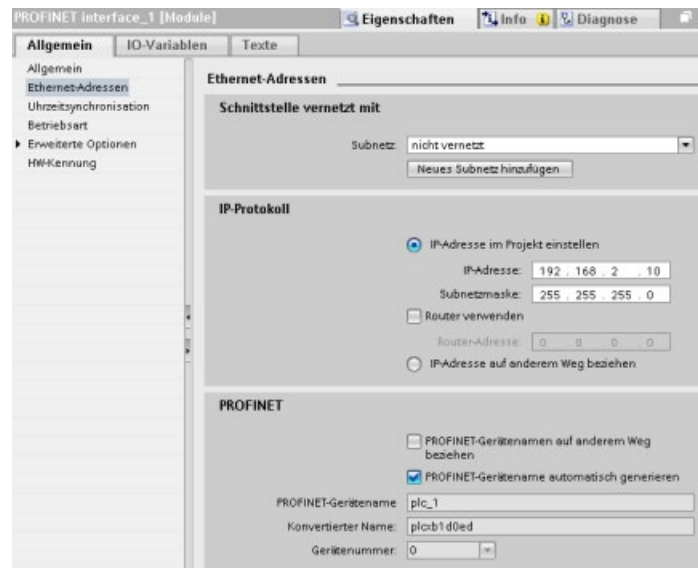 PROFINET interface_1 [Module]
Eigenschaften
Info
Diagnose
Allgemein
IO-Variablen
Texte
Allgemein
Ethernet-Adressen
Uhrzeitsynchronisation
Betriebsart
Erweiterte Optionen
HW-Kennung
Ethernet-Adressen
Schnittstelle vernetzt mit
Subnetz: nicht vernetzt
Neues Subnetz hinzufügen
IP-Protokoll
IP-Adresse im Projekt einstellen
IP-Adresse: 192 . 168 . 2 . 10
Subnetzmaske: 255 . 255 . 255 . 0
Router verwenden
Router-Adresse: 0 . 0 . 0 . 0
IP-Adresse auf anderem Weg beziehen
PROFINET
PROFINET-Gerätenamen auf anderem Weg
beziehen
PROFINET-Gerätename automatisch generieren
PROFINET-Gerätename plc_1
Konvertierter Name: plcxb1d0ed
Gerätenummer: 0